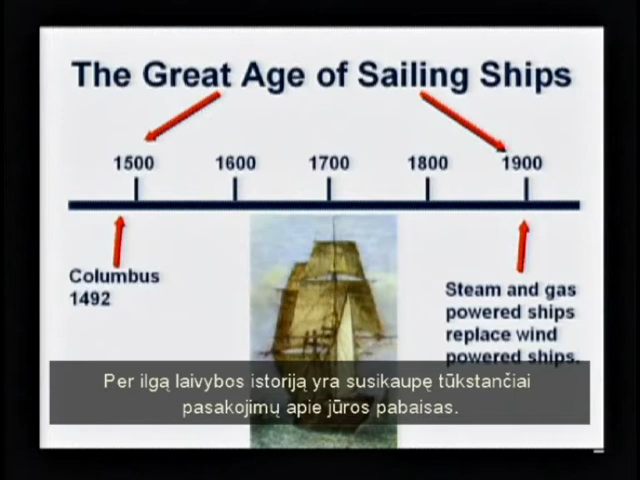 The Great Age of Sailing Ships
1500 1600 1700 1800 1900
Columbus
1492
Steam and gas
powered ships
replace wind
powered ships.
Per ilgą laivybos istoriją yra susikaupę tūkstančiai
pasakojimų apie jūros pabaisas.